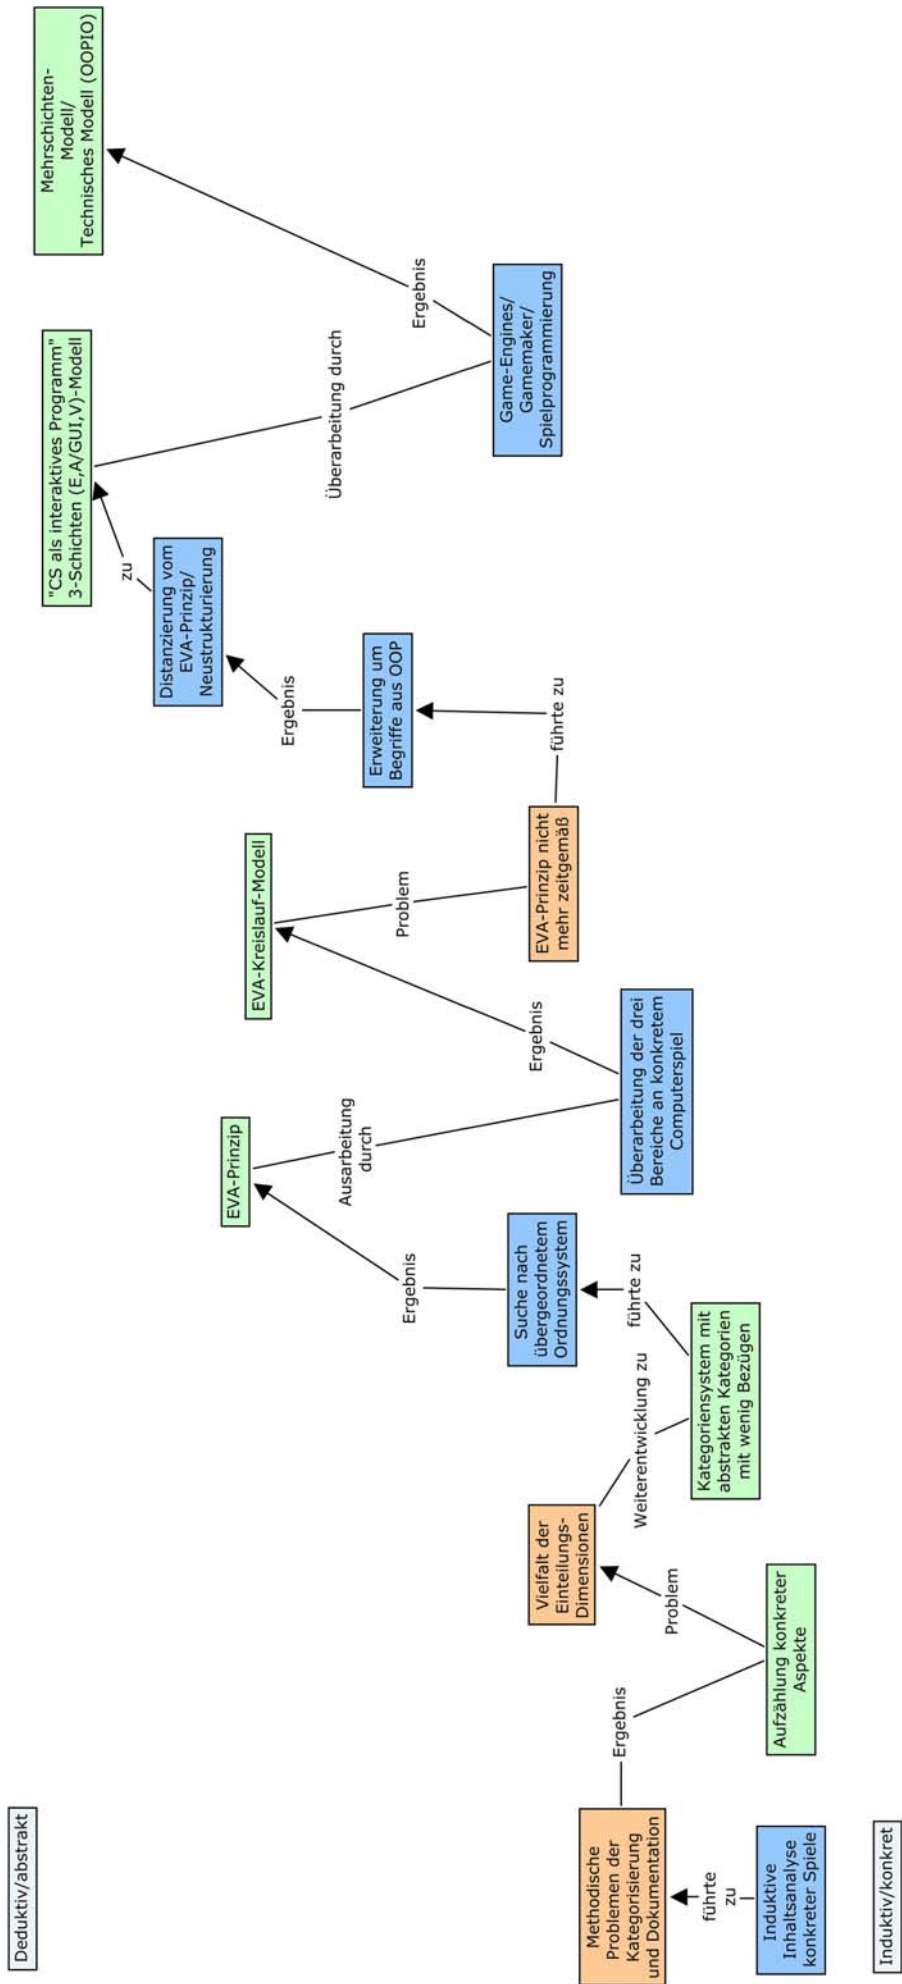 Deduktiv/abstrakt
Induktiv/konkret
Induktive
Inhaltsanalyse
konkreter Spiele
führte
zu
Methodische
Problemen der
Kategorisierung
und Dokumentation
Ergebnis
Aufzählung konkreter
Aspekte
Problem
Vielfalt der
Einteilungs-
Dimensionen
Weiterentwicklung zu
Kategoriensystem mit
abstrakten Kategorien
mit wenig Bezügen
führte zu
Suche nach
übergeordnetem
Ordnungssystem
Ergebnis
EVA-Prinzip
Ausarbeitung
durch
Überarbeitung der drei
Bereiche an konkretem
Computerspiel
Ergebnis
EVA-Kreislauf-Modell
Problem
EVA-Prinzip nicht
mehr zeitgemäß
führte zu
Erweiterung um
Begriffe aus OOP
Ergebnis
Distanzierung vom
EVA-Prinzip/
Neustrukturierung
zu
"CS als interaktives Programm"
3-Schichten (E,A/GUI,V)-Modell
Überarbeitung durch
Game-Engines/
Gamemaker/
Spielprogrammierung
Ergebnis
Mehrschichten-
Modell/
Technisches Modell (OOPIO)